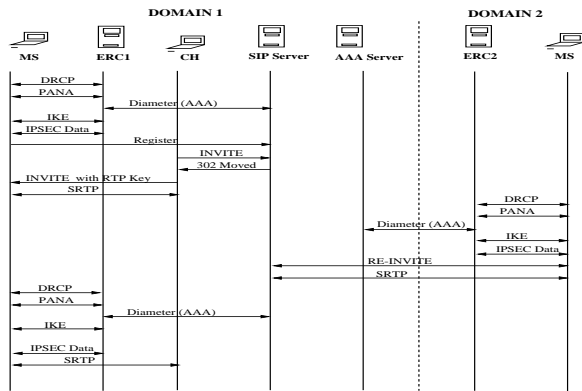 DOMAIN 1 DOMAIN 2
MS ERC1 CH SIP Server AAA Server ERC2 MS
DRCP
PANA
Diameter (AAA)
IKE
IPSEC Data
Register
INVITE
302 Moved
INVITE with RTP Key
SRTP
DRCP
PANA
Diameter (AAA)
IKE
IPSEC Data
RE-INVITE
SRTP
DRCP
PANA
Diameter (AAA)
IKE
IPSEC Data
SRTP